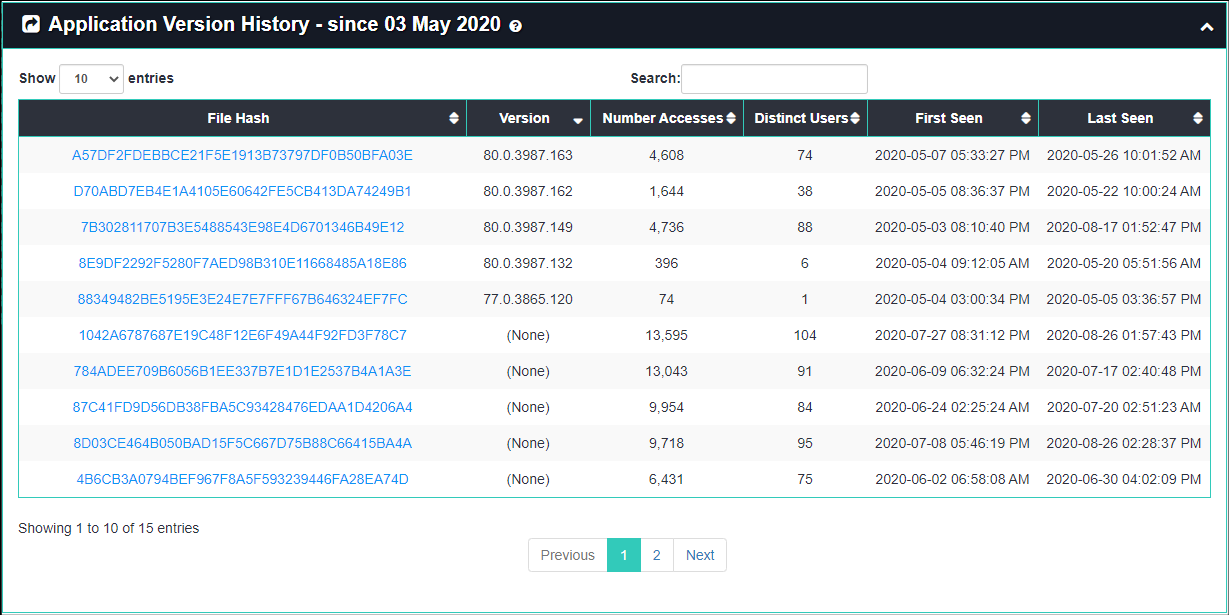 Application Version History - since 03 May 2020
Show 10 entries Search:
File Hash Version Number Accesses Distinct Users First Seen Last Seen
A57DF2FDEBBCE21F5E1913B73797DF0B50BFA03E 80.0.3987.163 4,608 74 2020-05-07 05:33:27 PM 2020-05-26 10:01:52 AM
D70ABD7EB4E1A4105E60642FE5CB413DA74249B1 80.0.3987.162 1,644 38 2020-05-05 08:36:37 PM 2020-05-22 10:00:24 AM
7B302811707B3E5488543E98E4D6701346B49E12 80.0.3987.149 4,736 88 2020-05-03 08:10:40 PM 2020-08-17 01:52:47 PM
8E9DF2292F5280F7AED98B310E11668485A18E86 80.0.3987.132 396 6 2020-05-04 09:12:05 AM 2020-05-20 05:51:56 AM
88349482BE5195E3E24E7E7FFF67B646324EF7FC 77.0.3865.120 74 1 2020-05-04 03:00:34 PM 2020-05-05 03:36:57 PM
1042A6787687E19C48F12E6F49A44F92FD3F78C7 (None) 13,595 104 2020-07-27 08:31:12 PM 2020-08-26 01:57:43 PM
784ADEE709B6056B1EE337B7E1D1E2537B4A1A3E (None) 13,043 91 2020-06-09 06:32:24 PM 2020-07-17 02:40:48 PM
87C41FD9D56DB38FBA5C93428476EDAA1D4206A4 (None) 9,954 84 2020-06-24 02:25:24 AM 2020-07-20 02:51:23 AM
8D03CE464B050BAD15F5C667D75B88C66415BA4A (None) 9,718 95 2020-07-08 05:46:19 PM 2020-08-26 02:28:37 PM
4B6CB3A0794BEF967F8A5F593239446FA28EA74D (None) 6,431 75 2020-06-02 06:58:08 AM 2020-06-30 04:02:09 PM
Showing 1 to 10 of 15 entries
Previous 1 2 Next